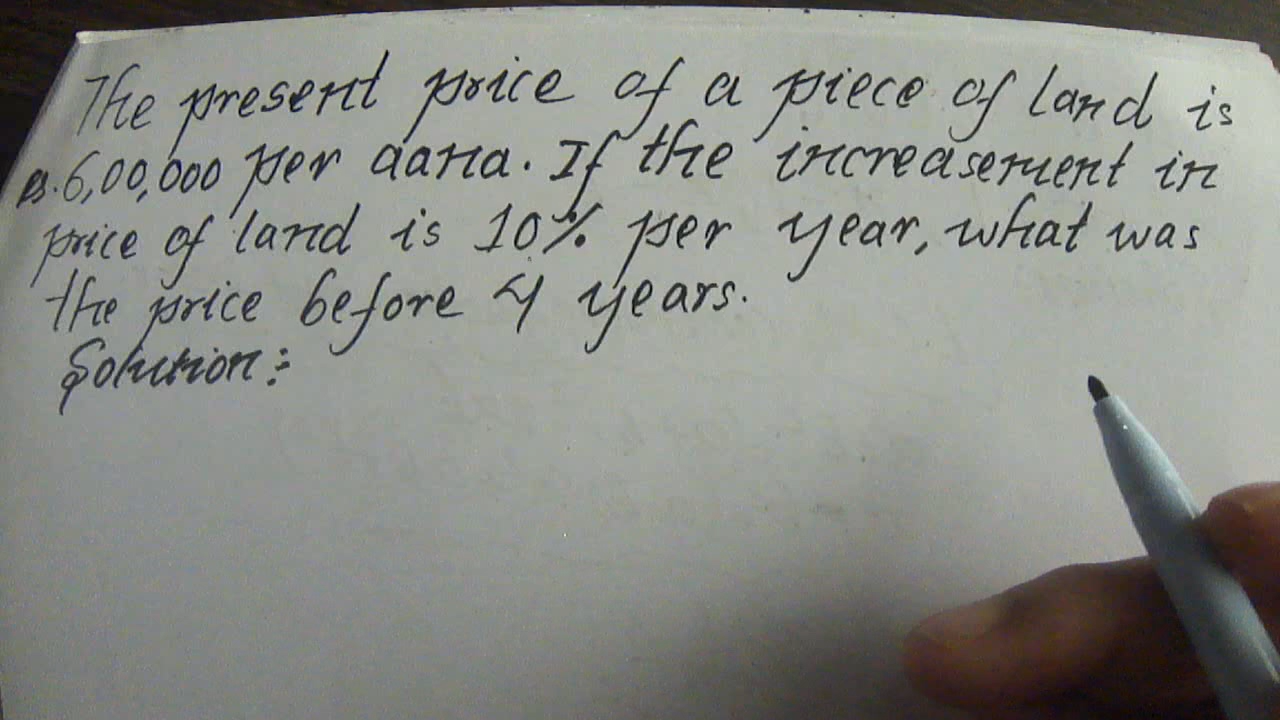 The present price of a piece of land is
Rs. 6,00,000 per aana. If the increasement in
price of land is 10% per year, what was
the price before 4 years.
Solution:-